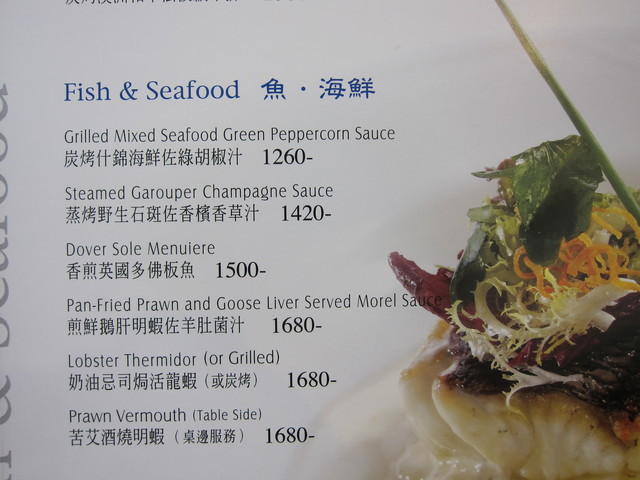 Fish & Seafood 魚·海鮮
Grilled Mixed Seafood Green Peppercorn Sauce
炭烤什錦海鮮佐綠胡椒汁 1260-
Steamed Garouper Champagne Sauce
蒸烤野生石斑佐香檳香草汁 1420-
Dover Sole Menuiere
香煎英國多佛板魚 1500-
Pan-Fried Prawn and Goose Liver Served Morel Sauce
煎鮮鵝肝明蝦佐羊肚菌汁 1680-
Lobster Thermidor (or Grilled)
奶油忌司焗活龍蝦(或炭烤) 1680-
Prawn Vermouth (Table Side)
苦艾酒燒明蝦(桌邊服務) 1680-
& Seafood